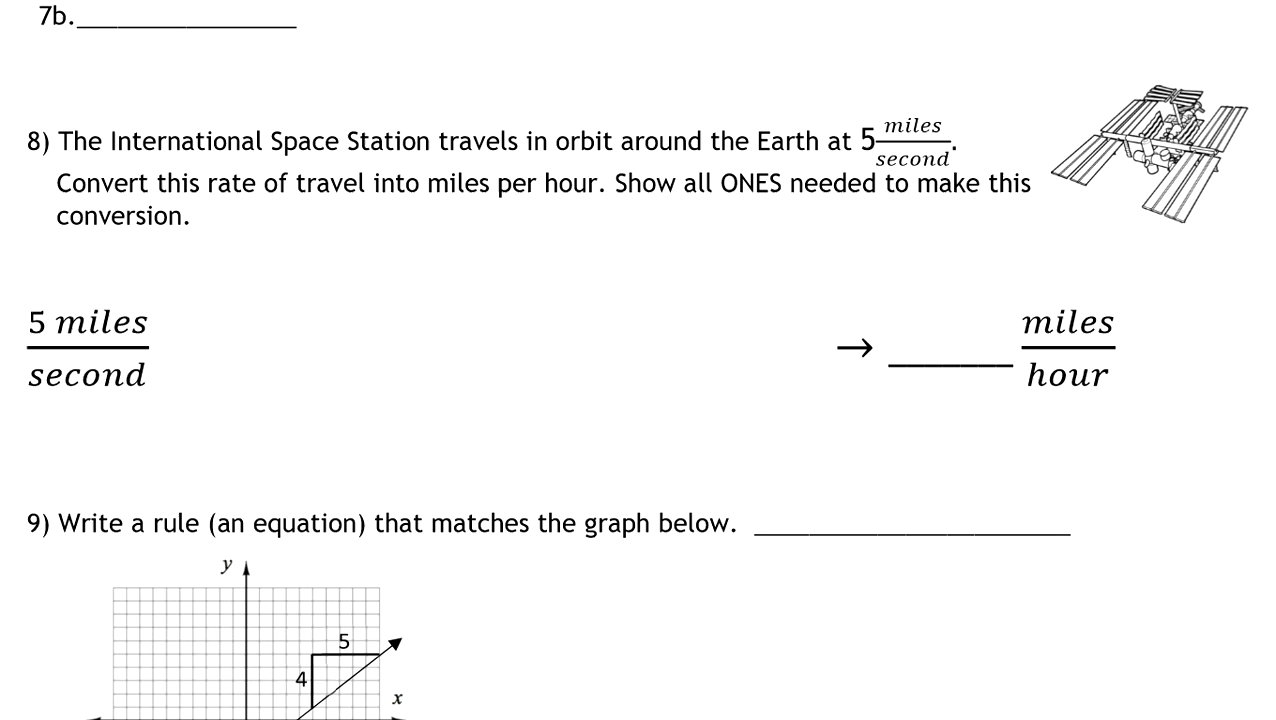 7b.________________
8) The International Space Station travels in orbit around the Earth at 5 miles/second.
Convert this rate of travel into miles per hour. Show all ONES needed to make this
conversion.
5 miles/second → _________ miles/hour
9) Write a rule (an equation) that matches the graph below. _______________________
y
5
4
x